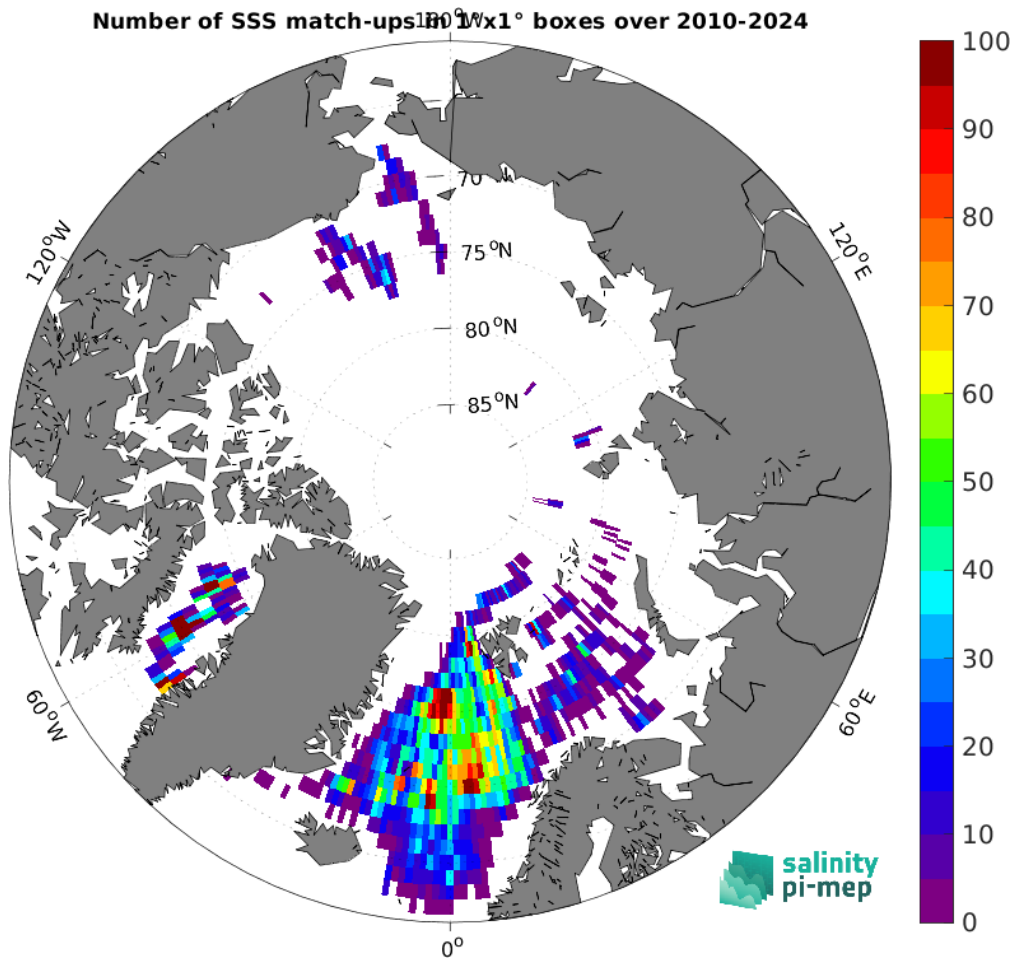 Number of SSS match-ups in 1°x1° boxes over 2010-2024
180°W
120°W
120°E
70°N
75°N
80°N
85°N
60°W
60°E
0°
100
90
80
70
60
50
40
30
20
10
0
salinity
pi-mep